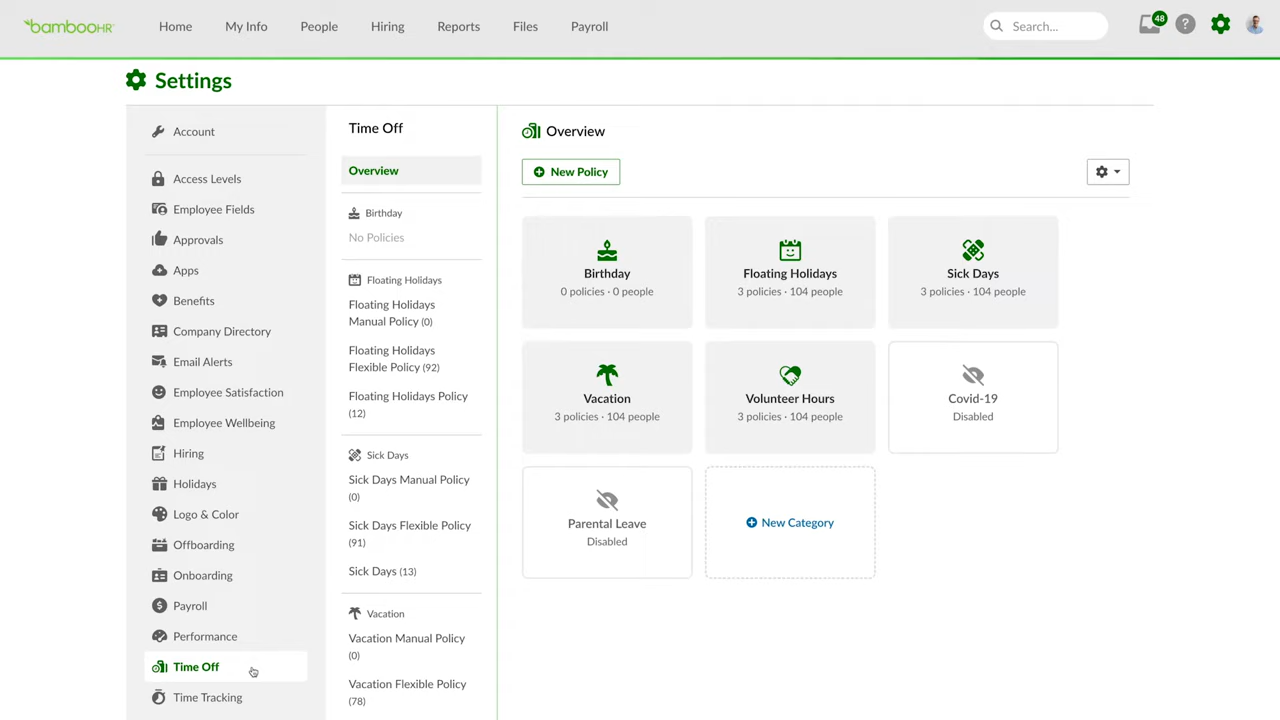 bambooHR
Home
My Info
People
Hiring
Reports
Files
Payroll
Search...
48
?
Settings
Account
Access Levels
Employee Fields
Approvals
Apps
Benefits
Company Directory
Email Alerts
Employee Satisfaction
Employee Wellbeing
Hiring
Holidays
Logo & Color
Offboarding
Onboarding
Payroll
Performance
Time Off
Time Tracking
Time Off
Overview
Birthday
No Policies
Floating Holidays
Floating Holidays
Manual Policy (0)
Floating Holidays
Flexible Policy (92)
Floating Holidays Policy
(12)
Sick Days
Sick Days Manual Policy
(0)
Sick Days Flexible Policy
(91)
Sick Days (13)
Vacation
Vacation Manual Policy
(0)
Vacation Flexible Policy
(78)
Overview
New Policy
Birthday
0 policies · 0 people
Floating Holidays
3 policies · 104 people
Sick Days
3 policies · 104 people
Vacation
3 policies · 104 people
Volunteer Hours
3 policies · 104 people
Covid-19
Disabled
Parental Leave
Disabled
New Category